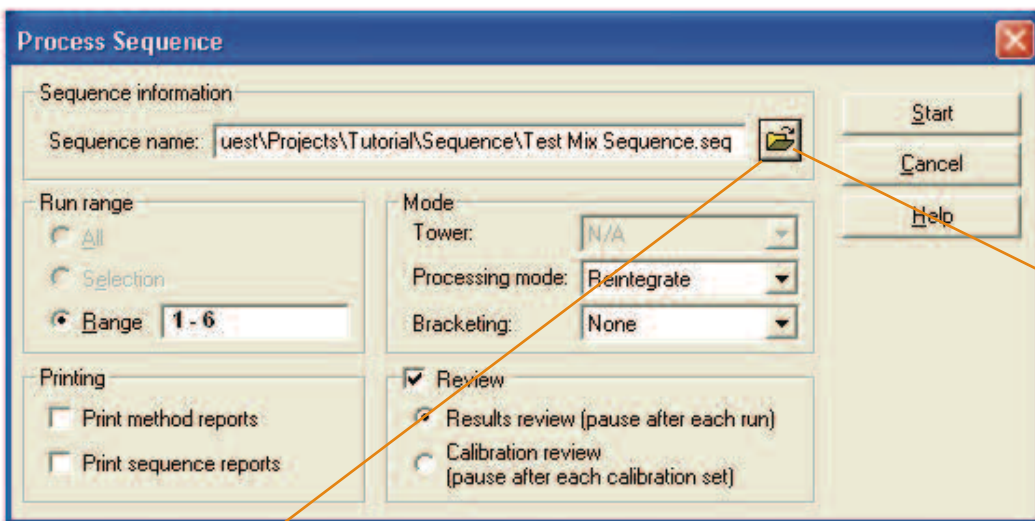 Process Sequence
Sequence information
Sequence name: uest\Projects\Tutorial\Sequence\Test Mix Sequence.seq
Start
Cancel
Help
Run range
All
Selection
Range 1 - 6
Mode
Tower: N/A
Processing mode: Reintegrate
Bracketing: None
Printing
Print method reports
Print sequence reports
Review
Results review (pause after each run)
Calibration review
(pause after each calibration set)